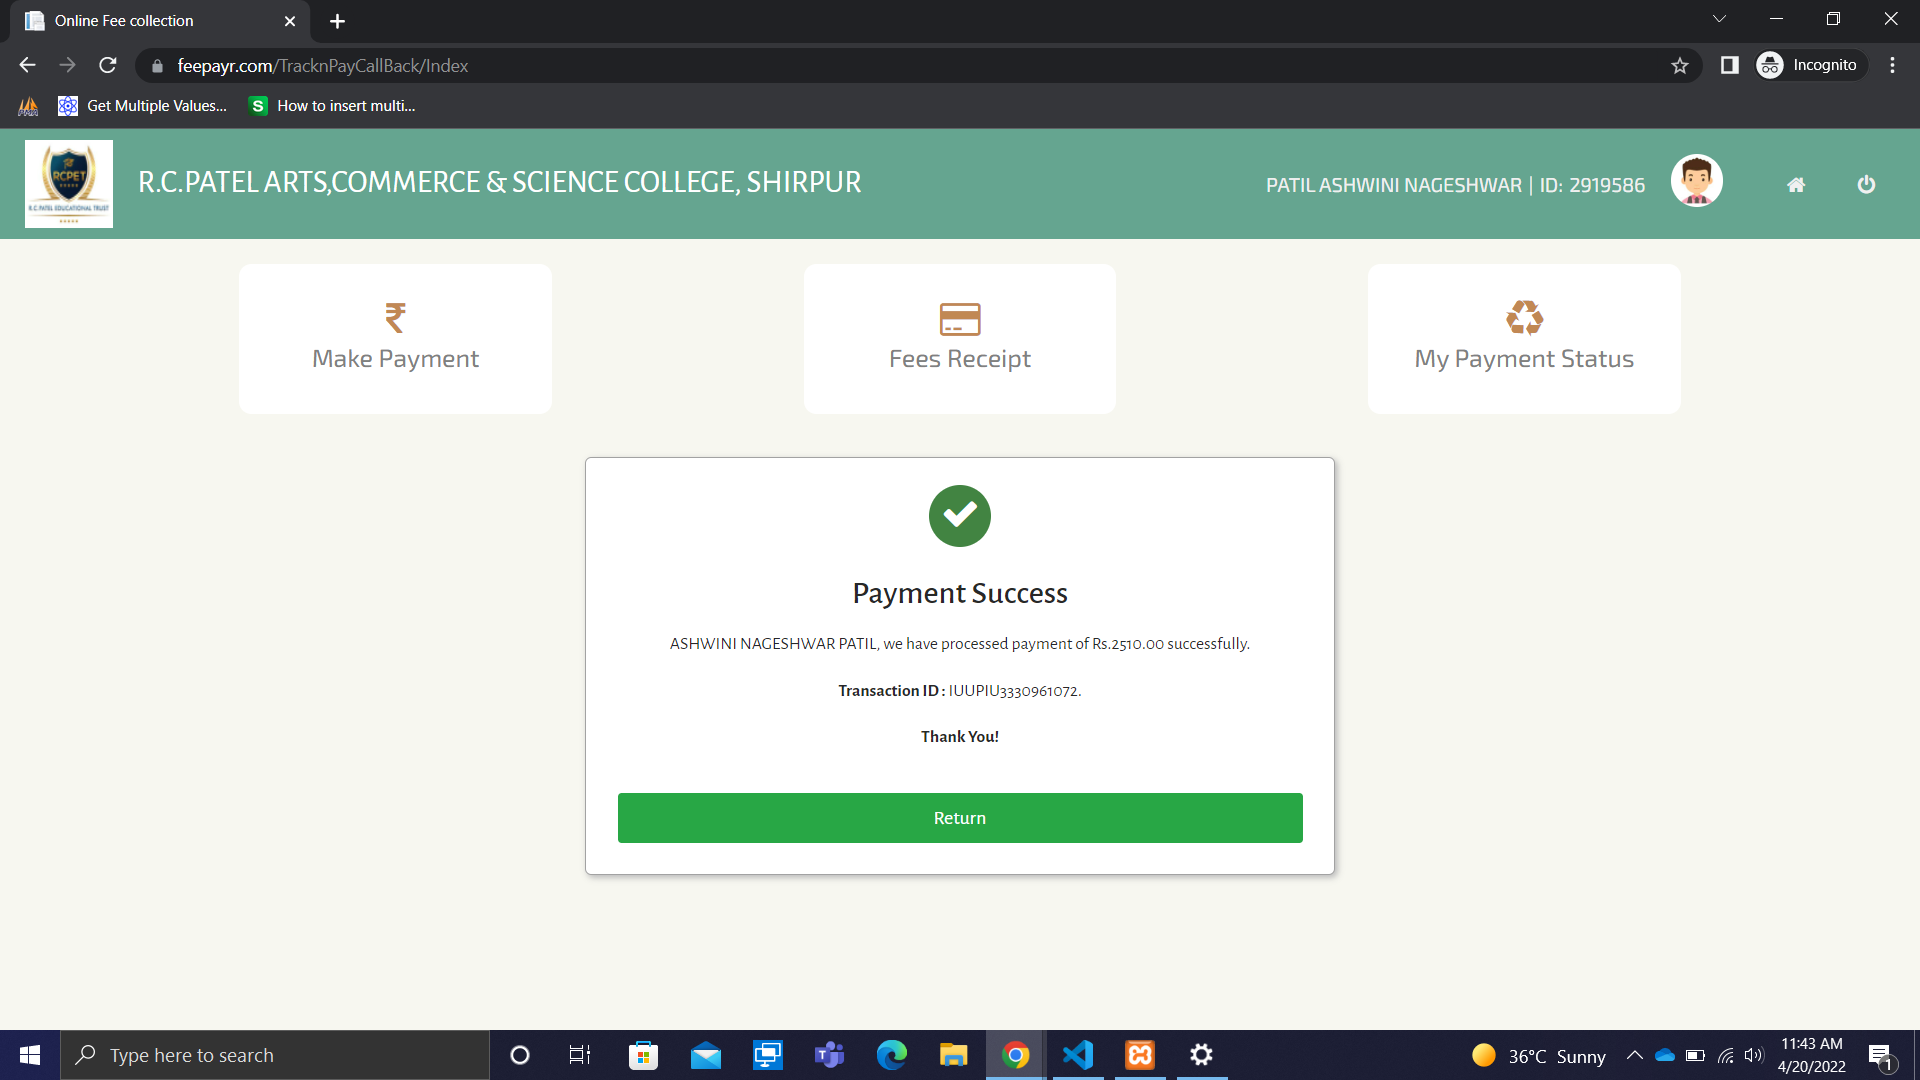 Online Fee collection
feepayr.com/TracknPayCallBack/Index
Incognito
Get Multiple Values...
S How to insert multi...
RCPET
R.C.PATEL ARTS,COMMERCE & SCIENCE COLLEGE, SHIRPUR
PATIL ASHWINI NAGESHWAR | ID: 2919586
₹
Make Payment
Fees Receipt
My Payment Status
Payment Success
ASHWINI NAGESHWAR PATIL, we have processed payment of Rs.2510.00 successfully.
Transaction ID : IUUPIU3330961072.
Thank You!
Return
Type here to search
36°C Sunny
11:43 AM
4/20/2022
1